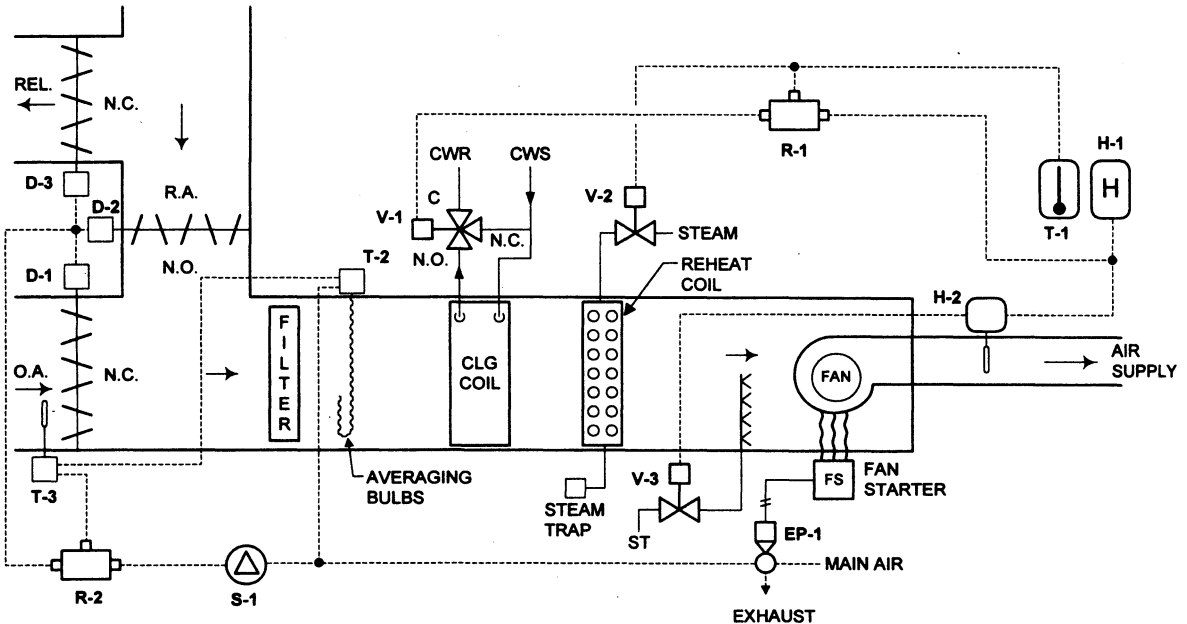 REL.
N.C.
D-3
D-2
R.A.
N.O.
D-1
O.A.
N.C.
T-3
R-2
S-1
FILTER
T-2
AVERAGING
BULBS
CWR
CWS
C
V-1
N.C.
N.O.
CLG
COIL
V-2
STEAM
REHEAT
COIL
STEAM
TRAP
V-3
ST
R-1
T-1
H-1
H
H-2
AIR
SUPPLY
FAN
FS
FAN
STARTER
EP-1
MAIN AIR
EXHAUST